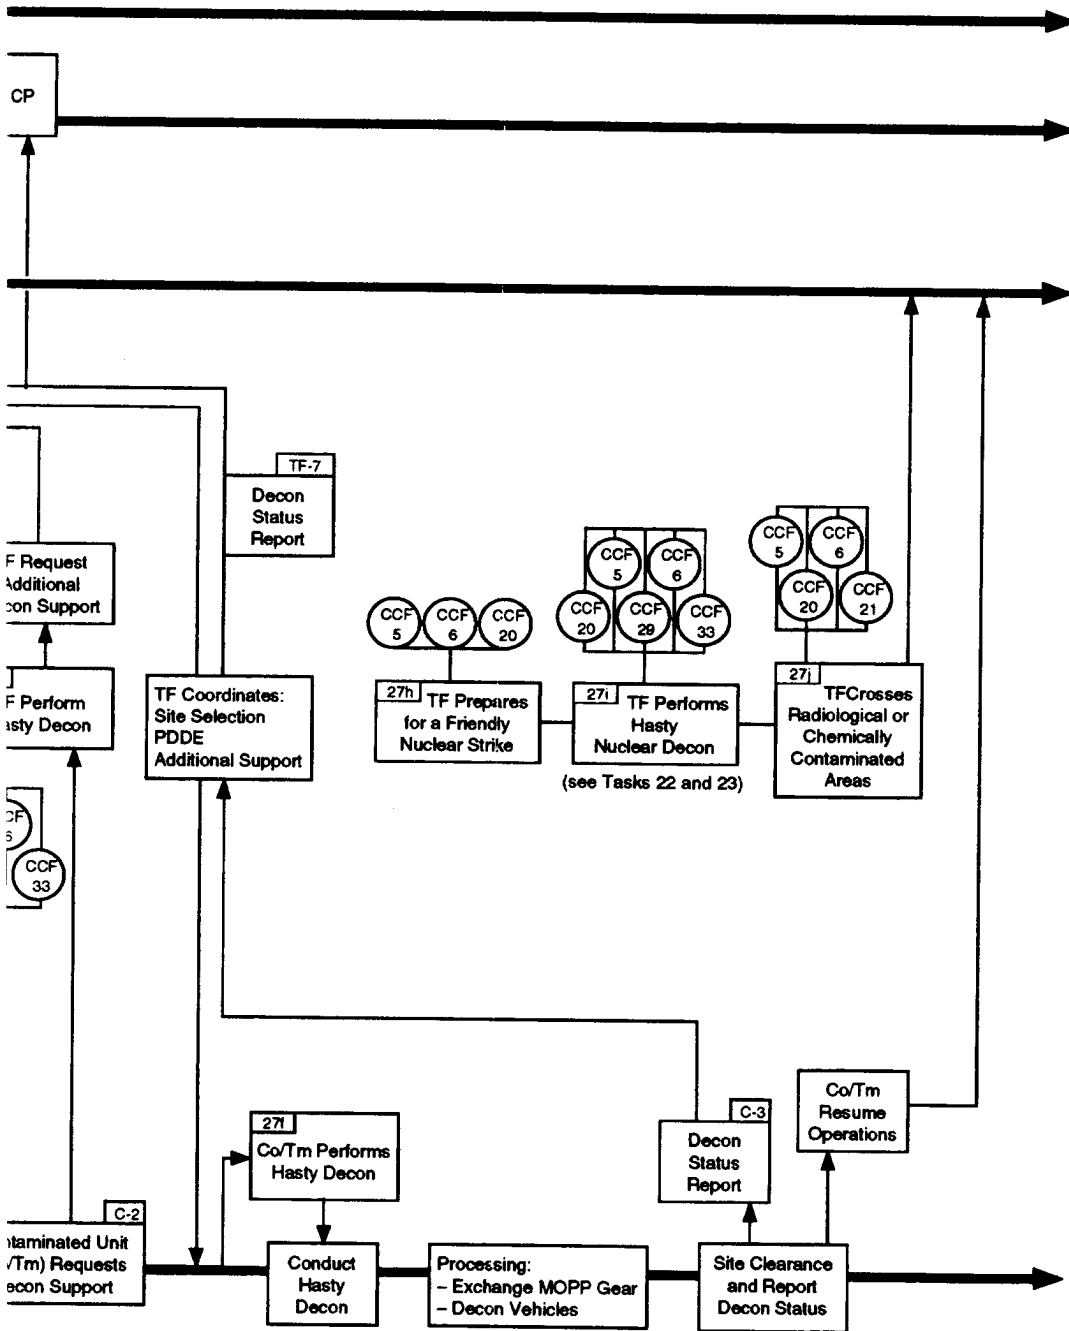 CP
TF-7
Decon
Status
Report
F Request
Additional
con Support
F Perform
asty Decon
TF Coordinates:
Site Selection
PDDE
Additional Support
CCF
5
CCF
6
CCF
20
27h
TF Prepares
for a Friendly
Nuclear Strike
CCF
5
CCF
6
CCF
20
CCF
29
CCF
33
27i
TF Performs
Hasty
Nuclear Decon
(see Tasks 22 and 23)
CCF
5
CCF
6
CCF
20
CCF
21
27j
TFCrosses
Radiological or
Chemically
Contaminated
Areas
CF
CCF
33
27f
Co/Tm Performs
Hasty Decon
C-3
Decon
Status
Report
Co/Tm
Resume
Operations
C-2
ntaminated Unit
/Tm) Requests
econ Support
Conduct
Hasty
Decon
Processing:
– Exchange MOPP Gear
– Decon Vehicles
Site Clearance
and Report
Decon Status